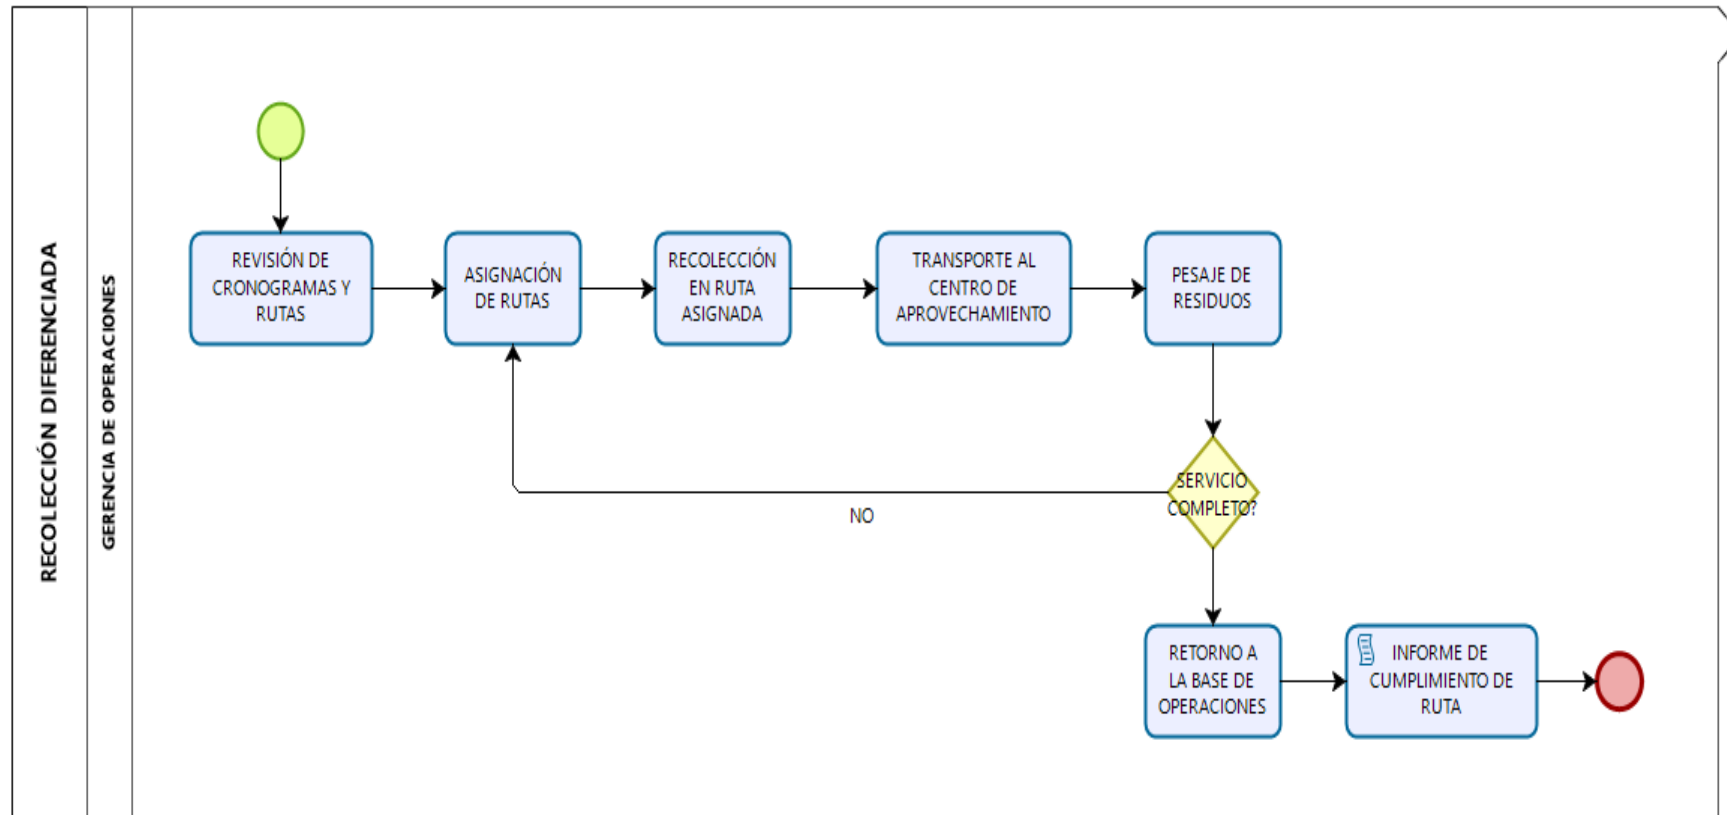 RECOLECCIÓN DIFERENCIADA
GERENCIA DE OPERACIONES
REVISIÓN DE
CRONOGRAMAS Y
RUTAS
ASIGNACIÓN
DE RUTAS
RECOLECCIÓN
EN RUTA
ASIGNADA
TRANSPORTE AL
CENTRO DE
APROVECHAMIENTO
PESAJE DE
RESIDUOS
SERVICIO
COMPLETO?
NO
RETORNO A
LA BASE DE
OPERACIONES
INFORME DE
CUMPLIMIENTO DE
RUTA